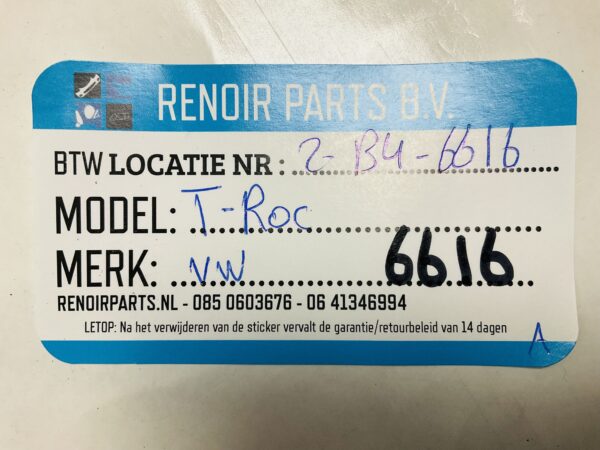 RENOIR PARTS B.V.
BTW LOCATIE NR : 2-B4-6616
MODEL: T-Roc
MERK: VW 6616
RENOIRPARTS.NL - 085 0603676 - 06 41346994
LETOP: Na het verwijderen van de sticker vervalt de garantie/retourbeleid van 14 dagen
A